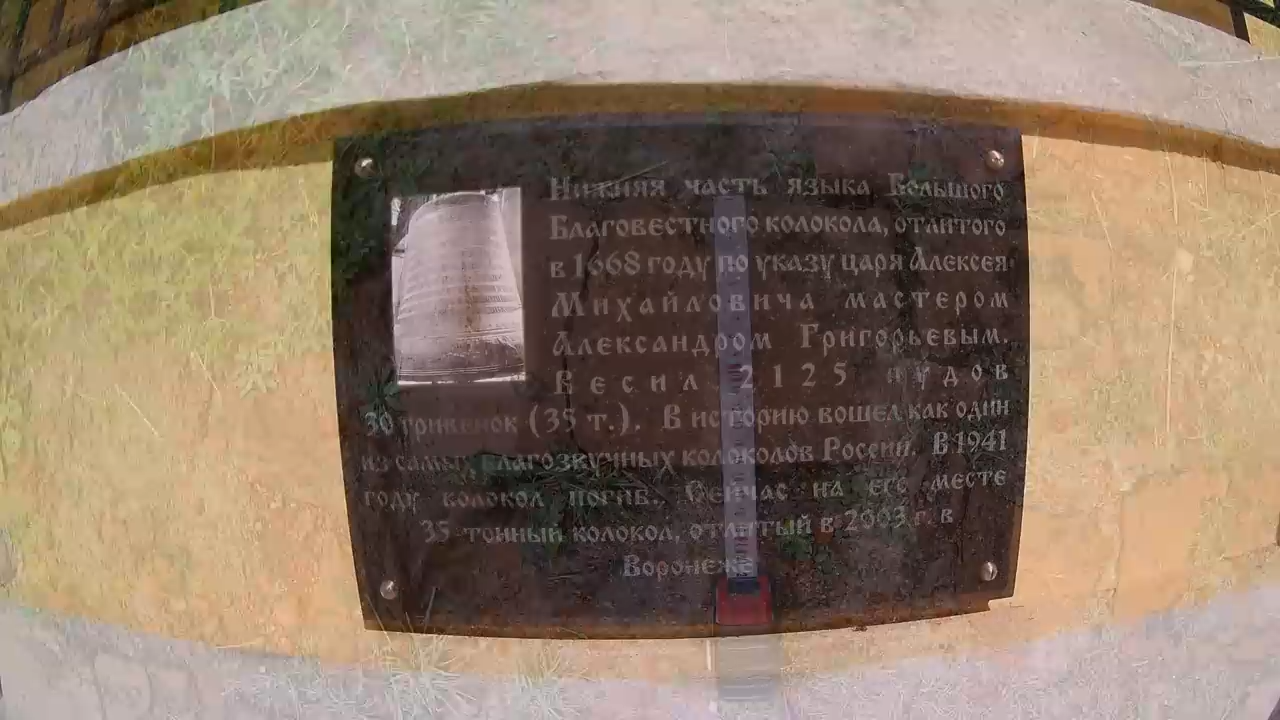 Нижняя часть языка Большого
Благовестного колокола, отлитого
в 1668 году по указу царя Алексея
Михайловича мастером
Александром Григорьевым.
Весил 2125 пудов
30 гривенок (35 т.). В историю вошел как один
из самых благозвучных колоколов России. В 1941
году колокол погиб. Сейчас на его месте
35-тонный колокол, отлитый в 2003 г. в
Воронеже